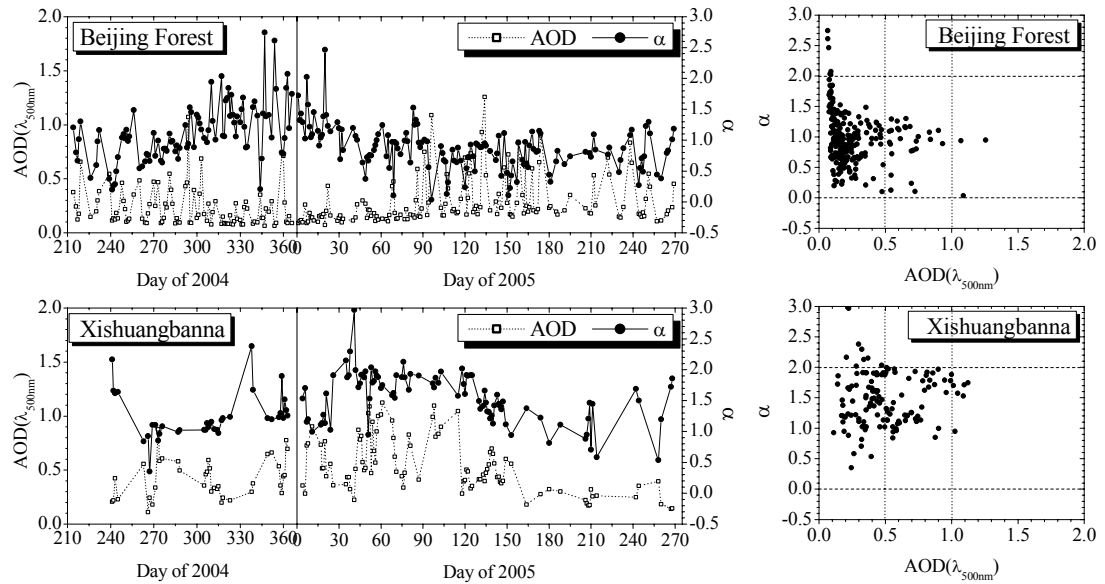 Beijing Forest
AOD α
2.0 1.5 1.0 0.5 0.0
AOD(λ500nm)
3.0 2.5 2.0 1.5 1.0 0.5 0.0 -0.5
α
210 240 270 300 330 360 0 30 60 90 120 150 180 210 240 270
Day of 2004 Day of 2005
Beijing Forest
3.0 2.5 2.0 1.5 1.0 0.5 0.0 -0.5
α
0.0 0.5 1.0 1.5 2.0
AOD(λ500nm)
Xishuangbanna
AOD α
2.0 1.5 1.0 0.5 0.0
AOD(λ500nm)
3.0 2.5 2.0 1.5 1.0 0.5 0.0 -0.5
α
210 240 270 300 330 360 0 30 60 90 120 150 180 210 240 270
Day of 2004 Day of 2005
Xishuangbanna
3.0 2.5 2.0 1.5 1.0 0.5 0.0 -0.5
α
0.0 0.5 1.0 1.5 2.0
AOD(λ500nm)